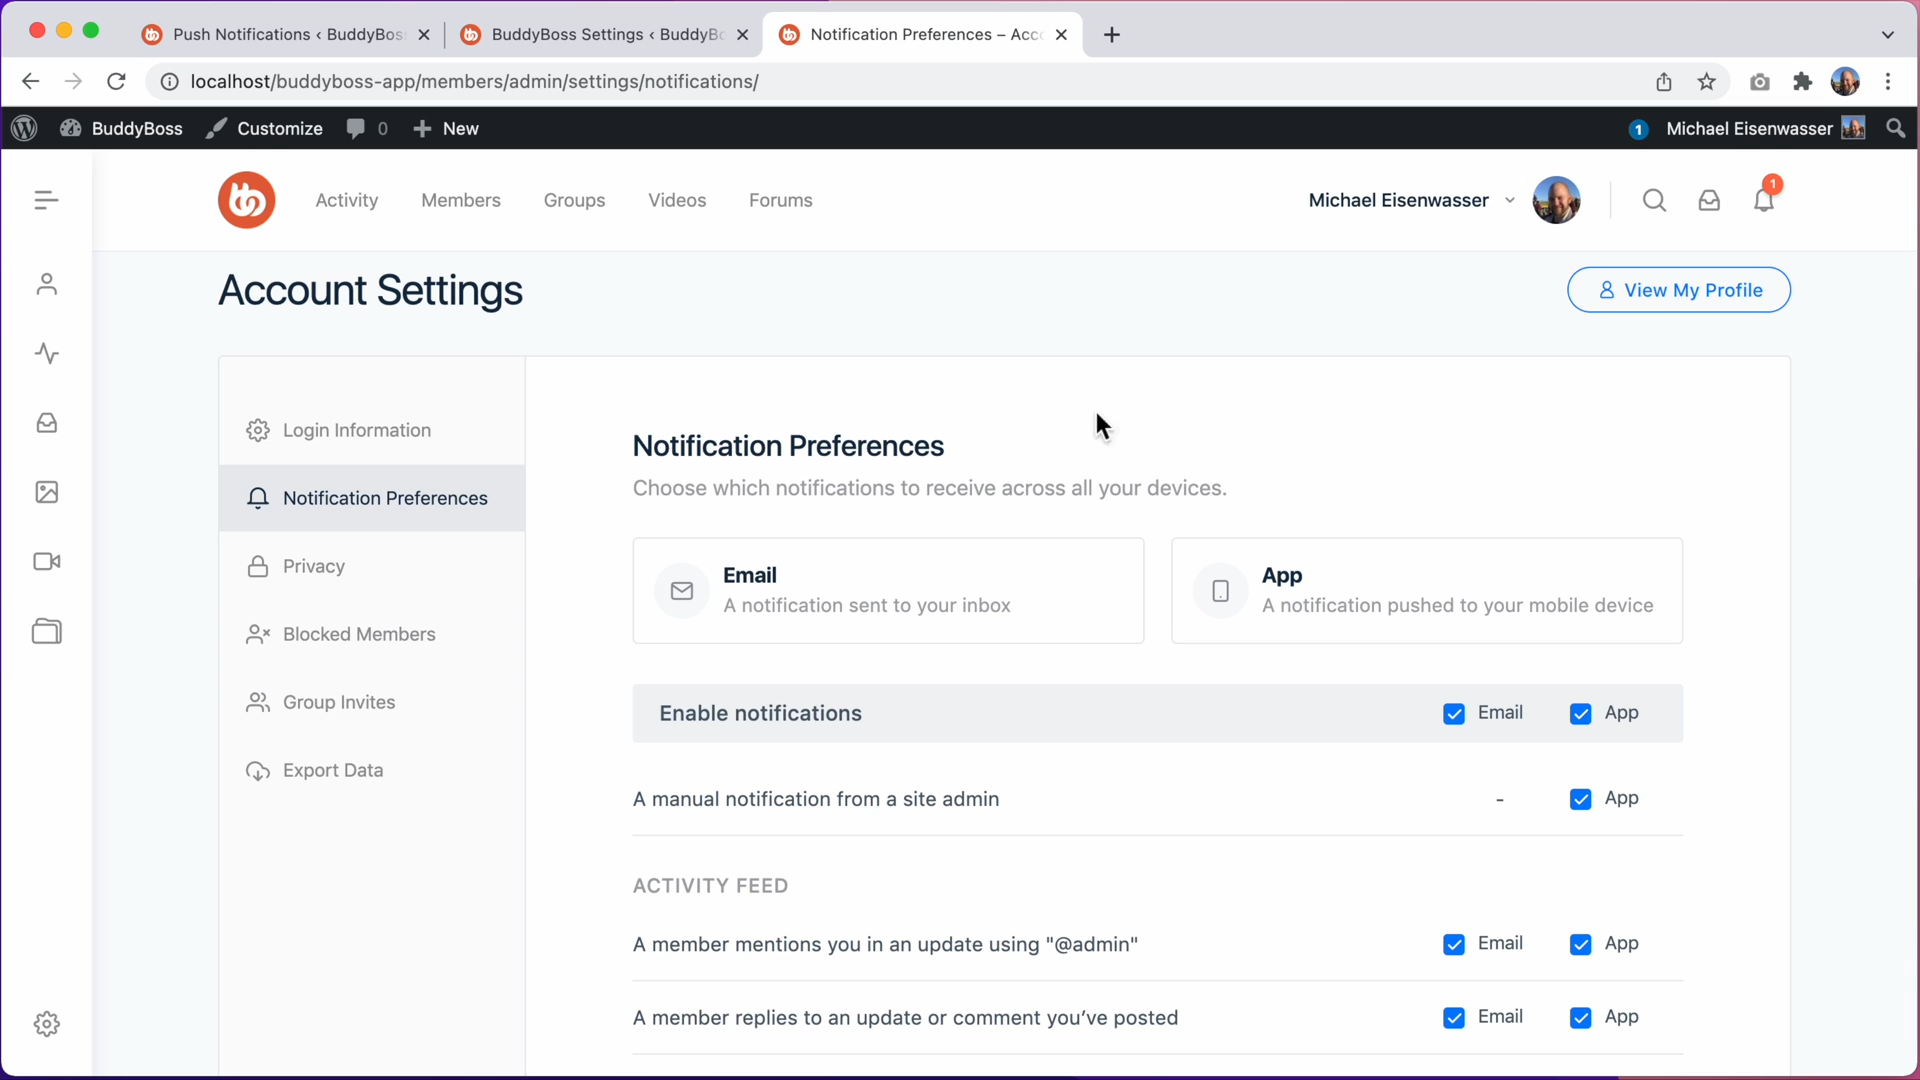 Push Notifications ‹ BuddyBos
BuddyBoss Settings ‹ BuddyBo
Notification Preferences – Acco
localhost/buddyboss-app/members/admin/settings/notifications/
BuddyBoss
Customize
0
New
1
Michael Eisenwasser
Activity
Members
Groups
Videos
Forums
Michael Eisenwasser
1
Account Settings
View My Profile
Login Information
Notification Preferences
Privacy
Blocked Members
Group Invites
Export Data
Notification Preferences
Choose which notifications to receive across all your devices.
Email
A notification sent to your inbox
App
A notification pushed to your mobile device
Enable notifications
Email
App
A manual notification from a site admin
-
App
ACTIVITY FEED
A member mentions you in an update using "@admin"
Email
App
A member replies to an update or comment you’ve posted
Email
App